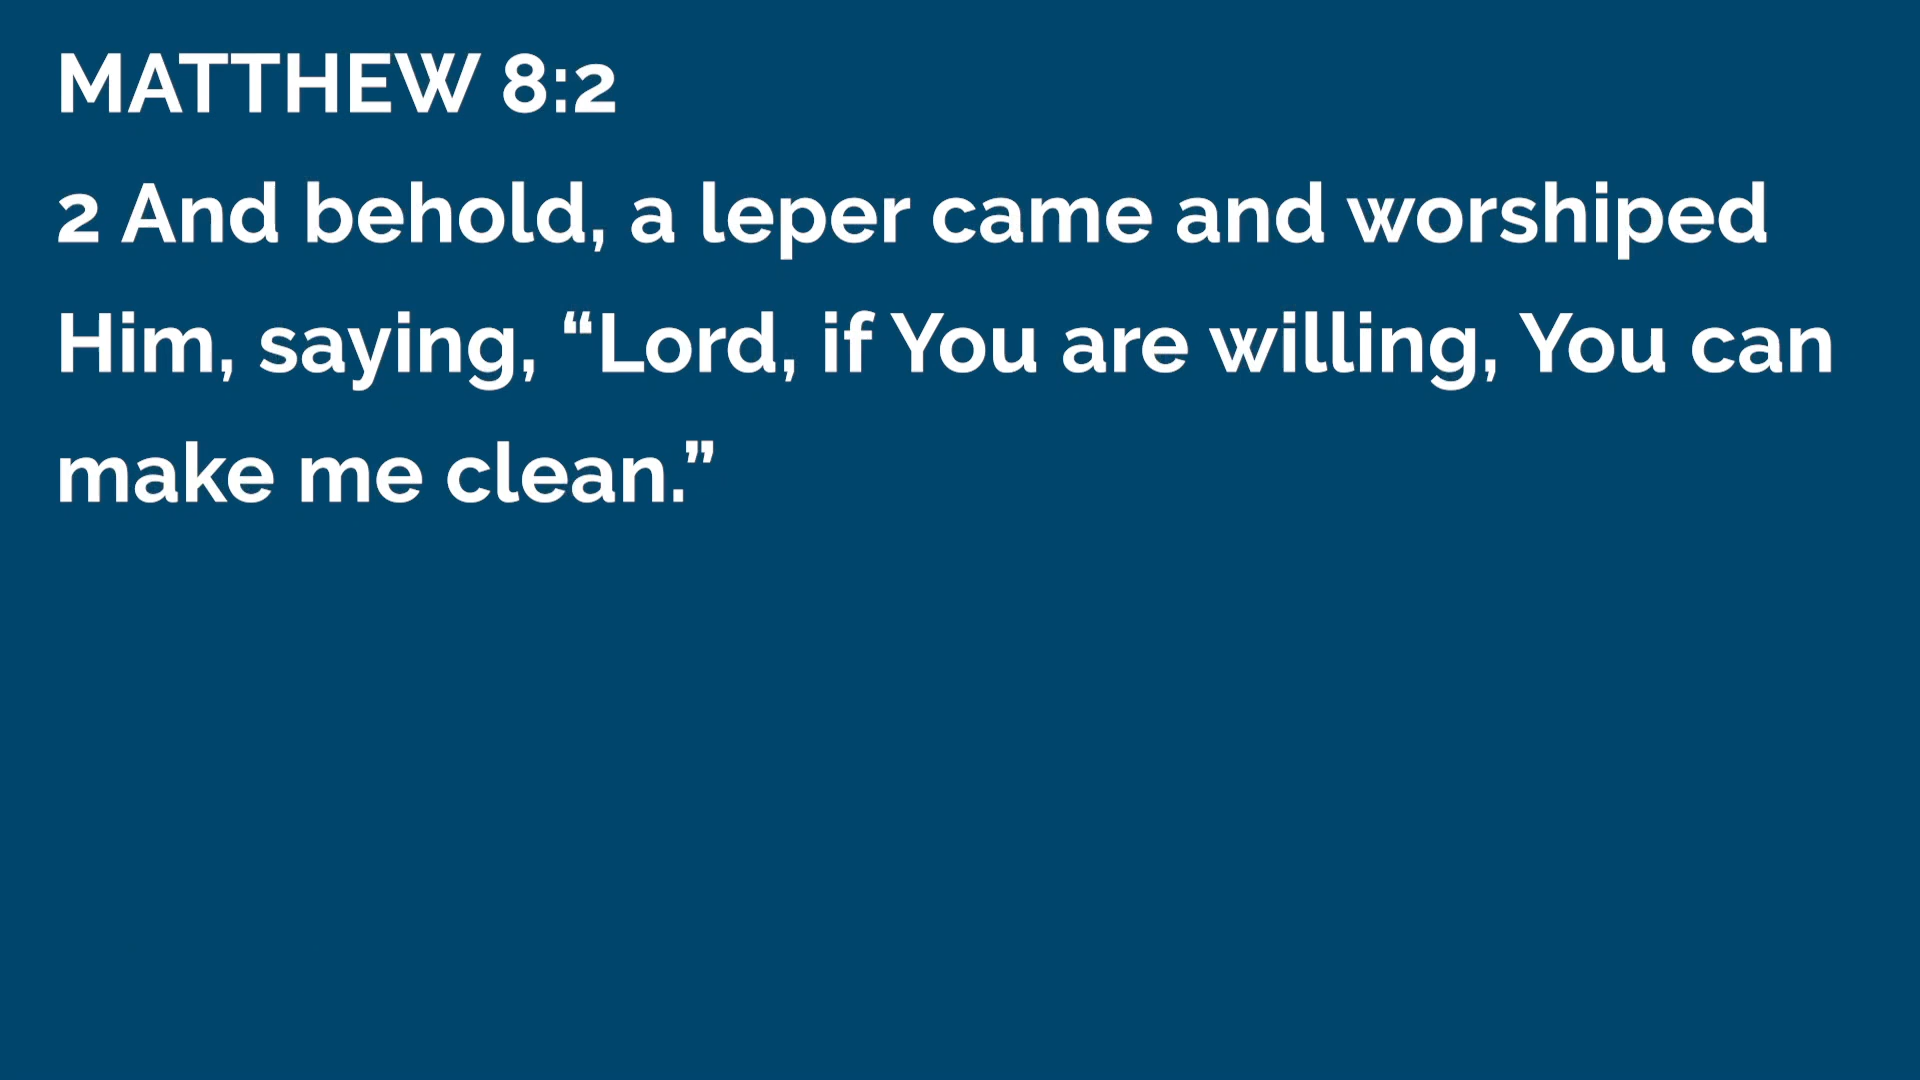 MATTHEW 8:2
2 And behold, a leper came and worshiped
Him, saying, “Lord, if You are willing, You can
make me clean.”